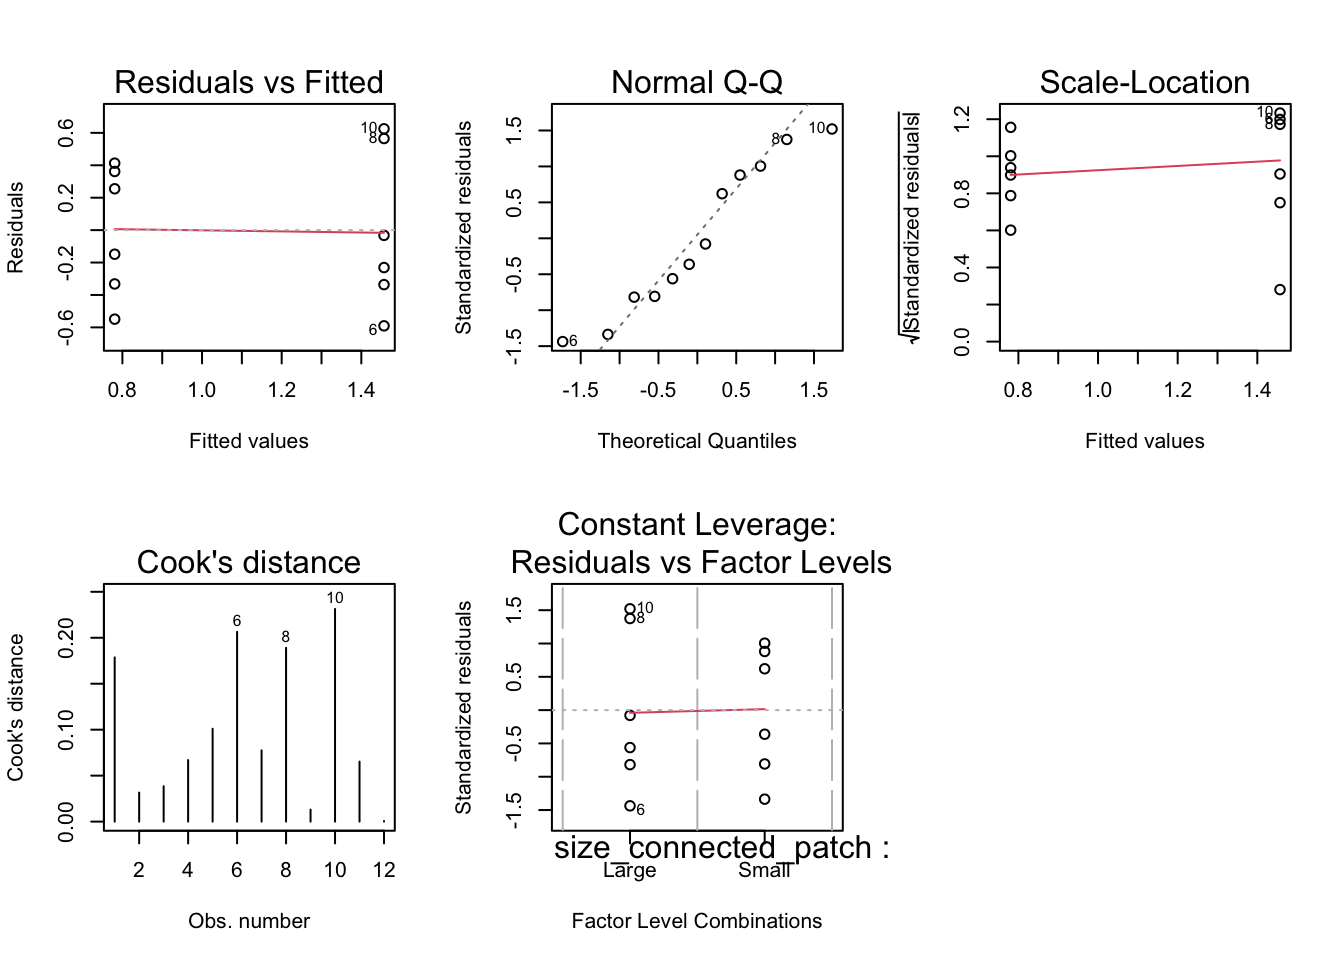 Residuals vs Fitted
Residuals
0.6
0.2
-0.2
-0.6
10
8
6
0.8 1.0 1.2 1.4
Fitted values
Normal Q-Q
Standardized residuals
1.5
0.5
-0.5
-1.5
8
10
6
-1.5 -0.5 0.5 1.5
Theoretical Quantiles
Scale-Location
√|Standardized residuals|
1.2
0.8
0.4
0.0
10
6
8
0.8 1.0 1.2 1.4
Fitted values
Cook's distance
Cook's distance
0.20
0.10
0.00
6
8
10
2 4 6 8 10 12
Obs. number
Constant Leverage:
Residuals vs Factor Levels
Standardized residuals
1.5
0.5
-0.5
-1.5
10
8
6
size_connected_patch :
Large Small
Factor Level Combinations